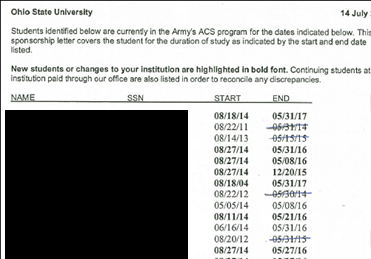 Ohio State University 14 July
Students identified below are currently in the Army's ACS program for the dates indicated below. This
sponsorship letter covers the student for the duration of study as indicated by the start and end date
listed.
New students or changes to your institution are highlighted in bold font. Continuing students at
institution paid through our office are also listed in order to reconcile any discrepancies.
NAME SSN START END
08/18/14 05/31/17
08/22/11 05/31/14
08/14/13 05/15/15
08/27/14 05/31/16
08/27/14 05/08/16
08/27/14 12/20/15
08/18/04 05/31/17
08/22/12 05/30/14
05/05/14 05/08/16
08/11/14 05/21/16
06/16/14 05/31/16
08/20/12 05/31/15
08/27/14 05/27/16